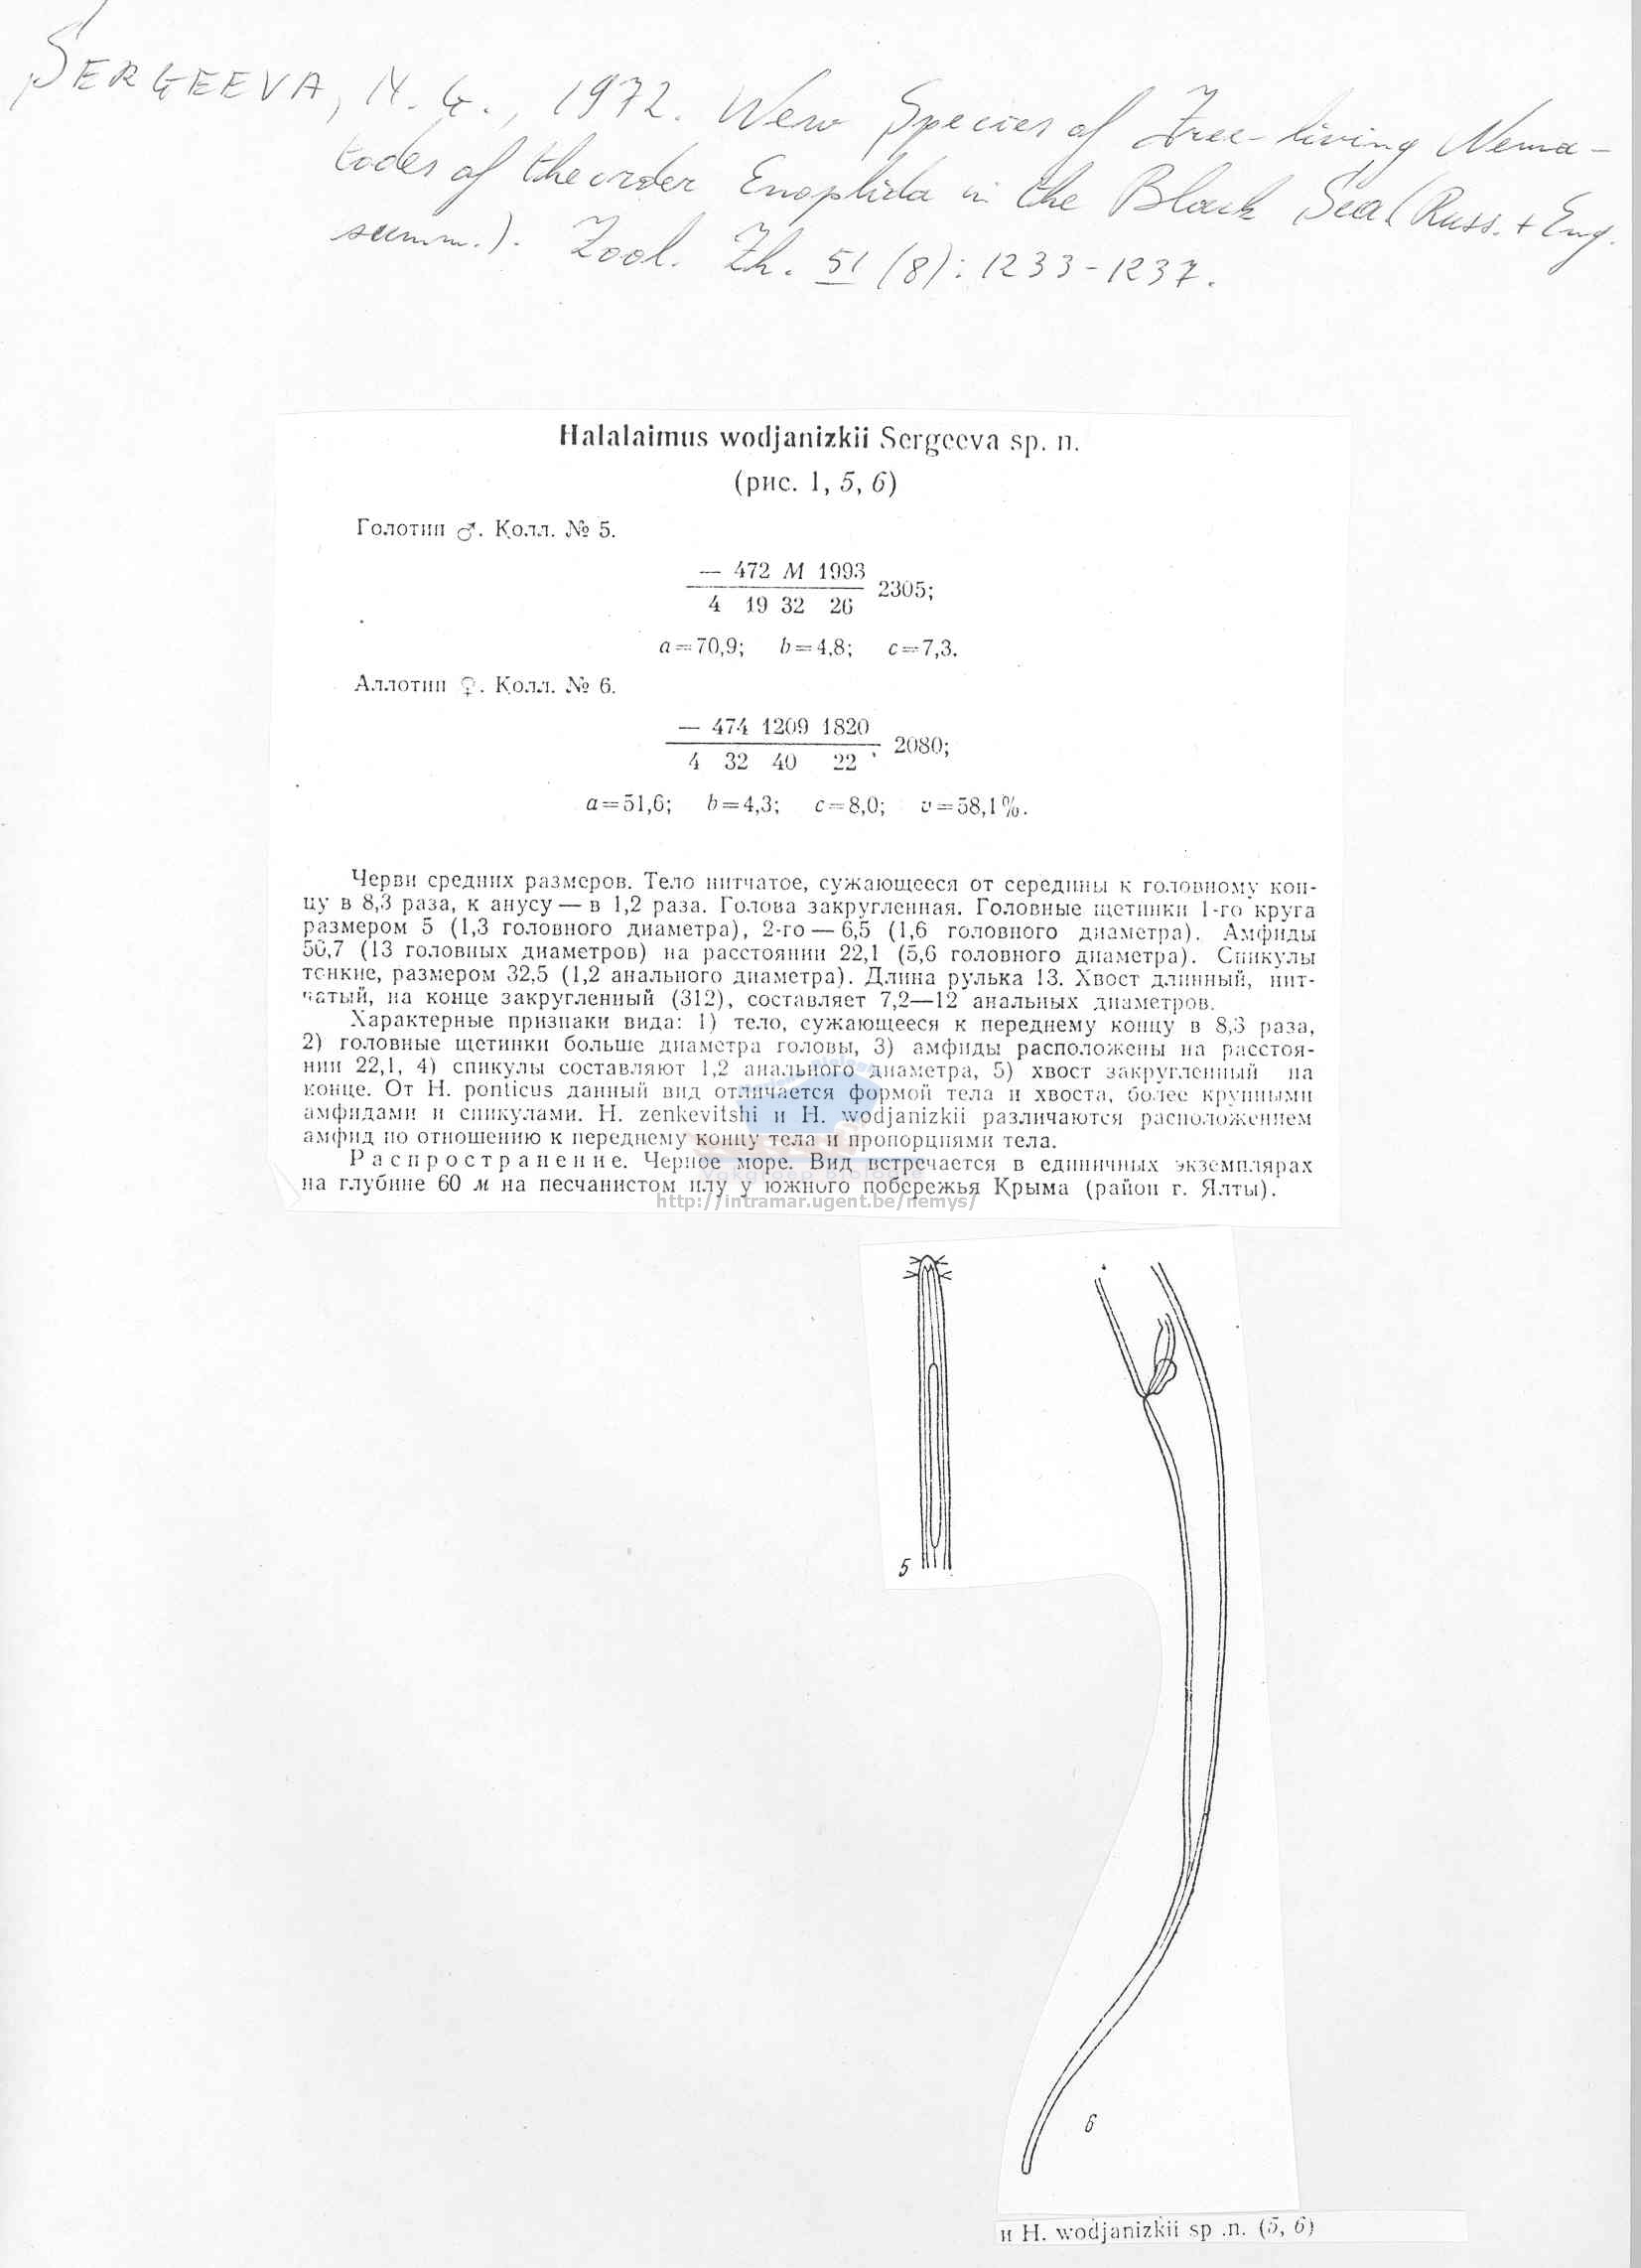 SERGEEVA, N. G., 1972. New Species of Free-living Nema-
todes of the order Enoplida in the Black Sea (Russ. + Eng.
summ.). Zool. Zh. 51 (8): 1233-1237.
Halalaimus wodjanizkii Sergeeva sp. n.
(рис. 1, 5, 6)
Голотип ♂. Колл. № 5.
— 472 M 1993
2305;
4 19 32 26
a=70,9; b=4,8; c=7,3.
Аллотип ♀. Колл. № 6.
— 474 1209 1820
2080;
4 32 40 22
a=51,6; b=4,3; c=8,0; v=58,1%.
Черви средних размеров. Тело нитчатое, сужающееся от середины к головному кон-
цу в 8,3 раза, к анусу — в 1,2 раза. Голова закругленная. Головные щетинки 1-го круга
размером 5 (1,3 головного диаметра), 2-го — 6,5 (1,6 головного диаметра). Амфиды
50,7 (13 головных диаметров) на расстоянии 22,1 (5,6 головного диаметра). Спикулы
тонкие, размером 32,5 (1,2 анального диаметра). Длина рулька 13. Хвост длинный, нит-
чатый, на конце закругленный (312), составляет 7,2—12 анальных диаметров.
Характерные признаки вида: 1) тело, сужающееся к переднему концу в 8,3 раза,
2) головные щетинки больше диаметра головы, 3) амфиды расположены на расстоя-
нии 22,1, 4) спикулы составляют 1,2 анального диаметра, 5) хвост закругленный на
конце. От H. ponticus данный вид отличается формой тела и хвоста, более крупными
амфидами и спикулами. H. zenkevitshi и H. wodjanizkii различаются расположением
амфид по отношению к переднему концу тела и пропорциями тела.
Распространение. Черное море. Вид встречается в единичных экземплярах
на глубине 60 м на песчанистом илу у южного побережья Крыма (район г. Ялты).
http://intramar.ugent.be/nemys/
5
6
и H. wodjanizkii sp .n. (5, 6)